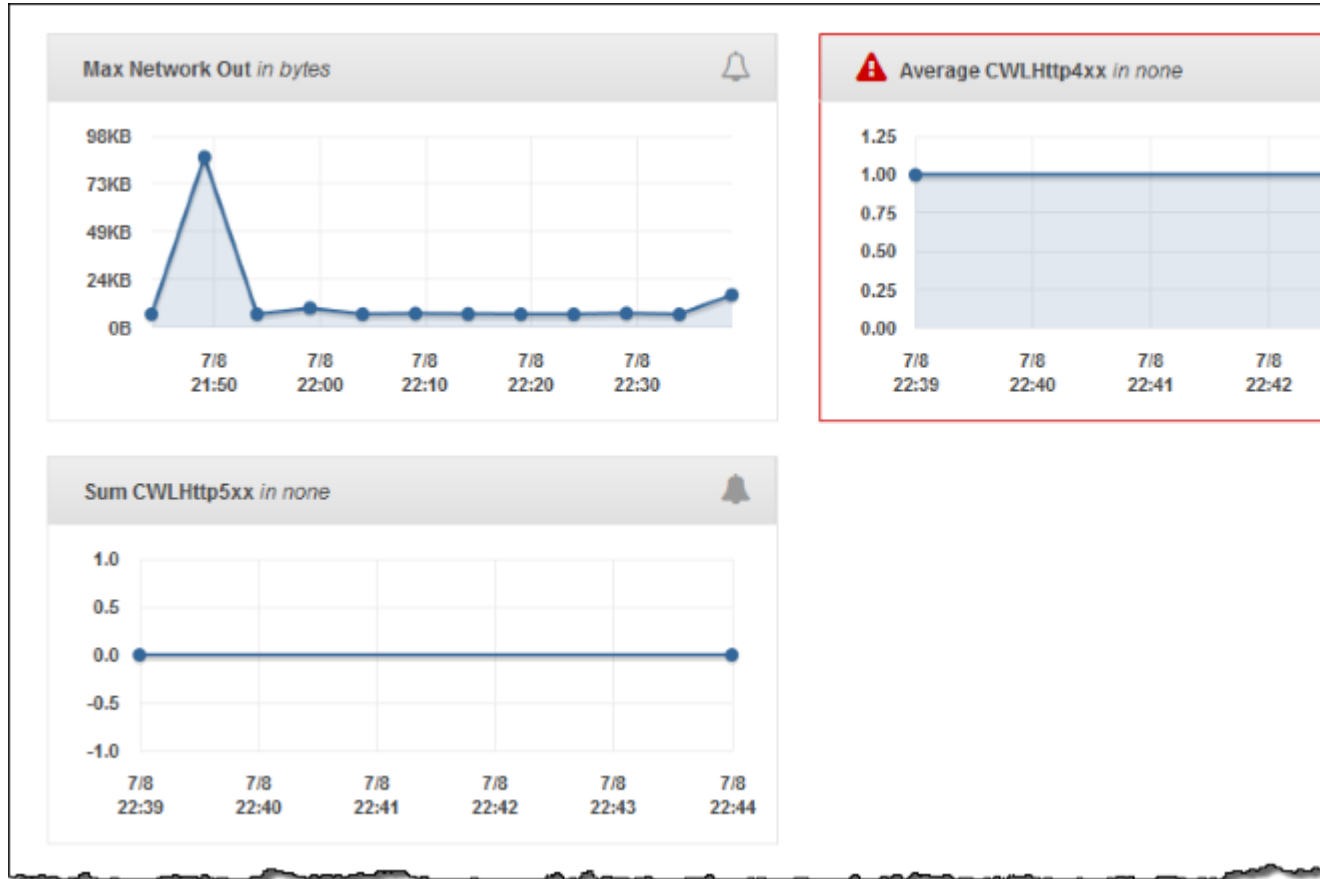 Max Network Out in bytes
98KB
73KB
49KB
24KB
0B
7/8 7/8 7/8 7/8 7/8
21:50 22:00 22:10 22:20 22:30
Average CWLHttp4xx in none
1.25
1.00
0.75
0.50
0.25
0.00
7/8 7/8 7/8 7/8
22:39 22:40 22:41 22:42
Sum CWLHttp5xx in none
1.0
0.5
0.0
-0.5
-1.0
7/8 7/8 7/8 7/8 7/8 7/8
22:39 22:40 22:41 22:42 22:43 22:44